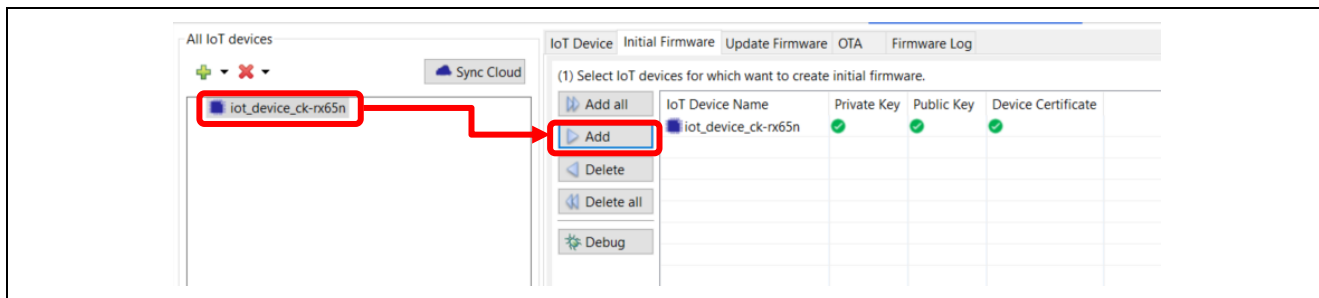 All IoT devices
Sync Cloud
iot_device_ck-rx65n
IoT Device Initial Firmware Update Firmware OTA Firmware Log
(1) Select IoT devices for which want to create initial firmware.
Add all
Add
Delete
Delete all
Debug
IoT Device Name Private Key Public Key Device Certificate
iot_device_ck-rx65n